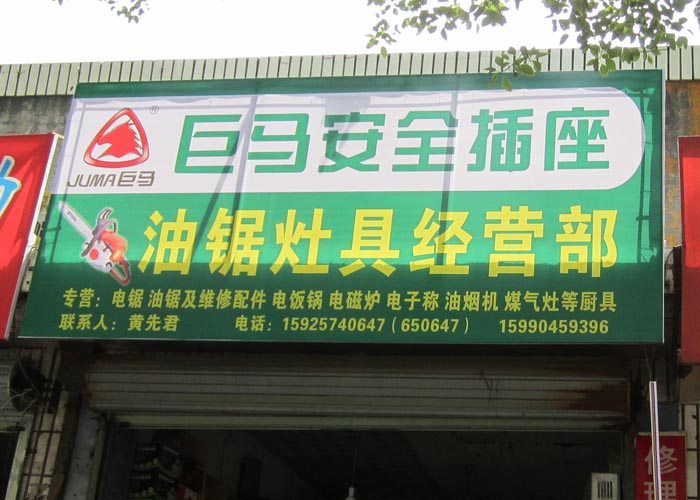 巨马安全插座
JUMA巨马
®
油锯灶具经营部
专营：电锯 油锯及维修配件 电饭锅 电磁炉 电子称 油烟机 煤气灶等厨具
联系人：黄先君 电话：15925740647（650647） 15990459396
修理